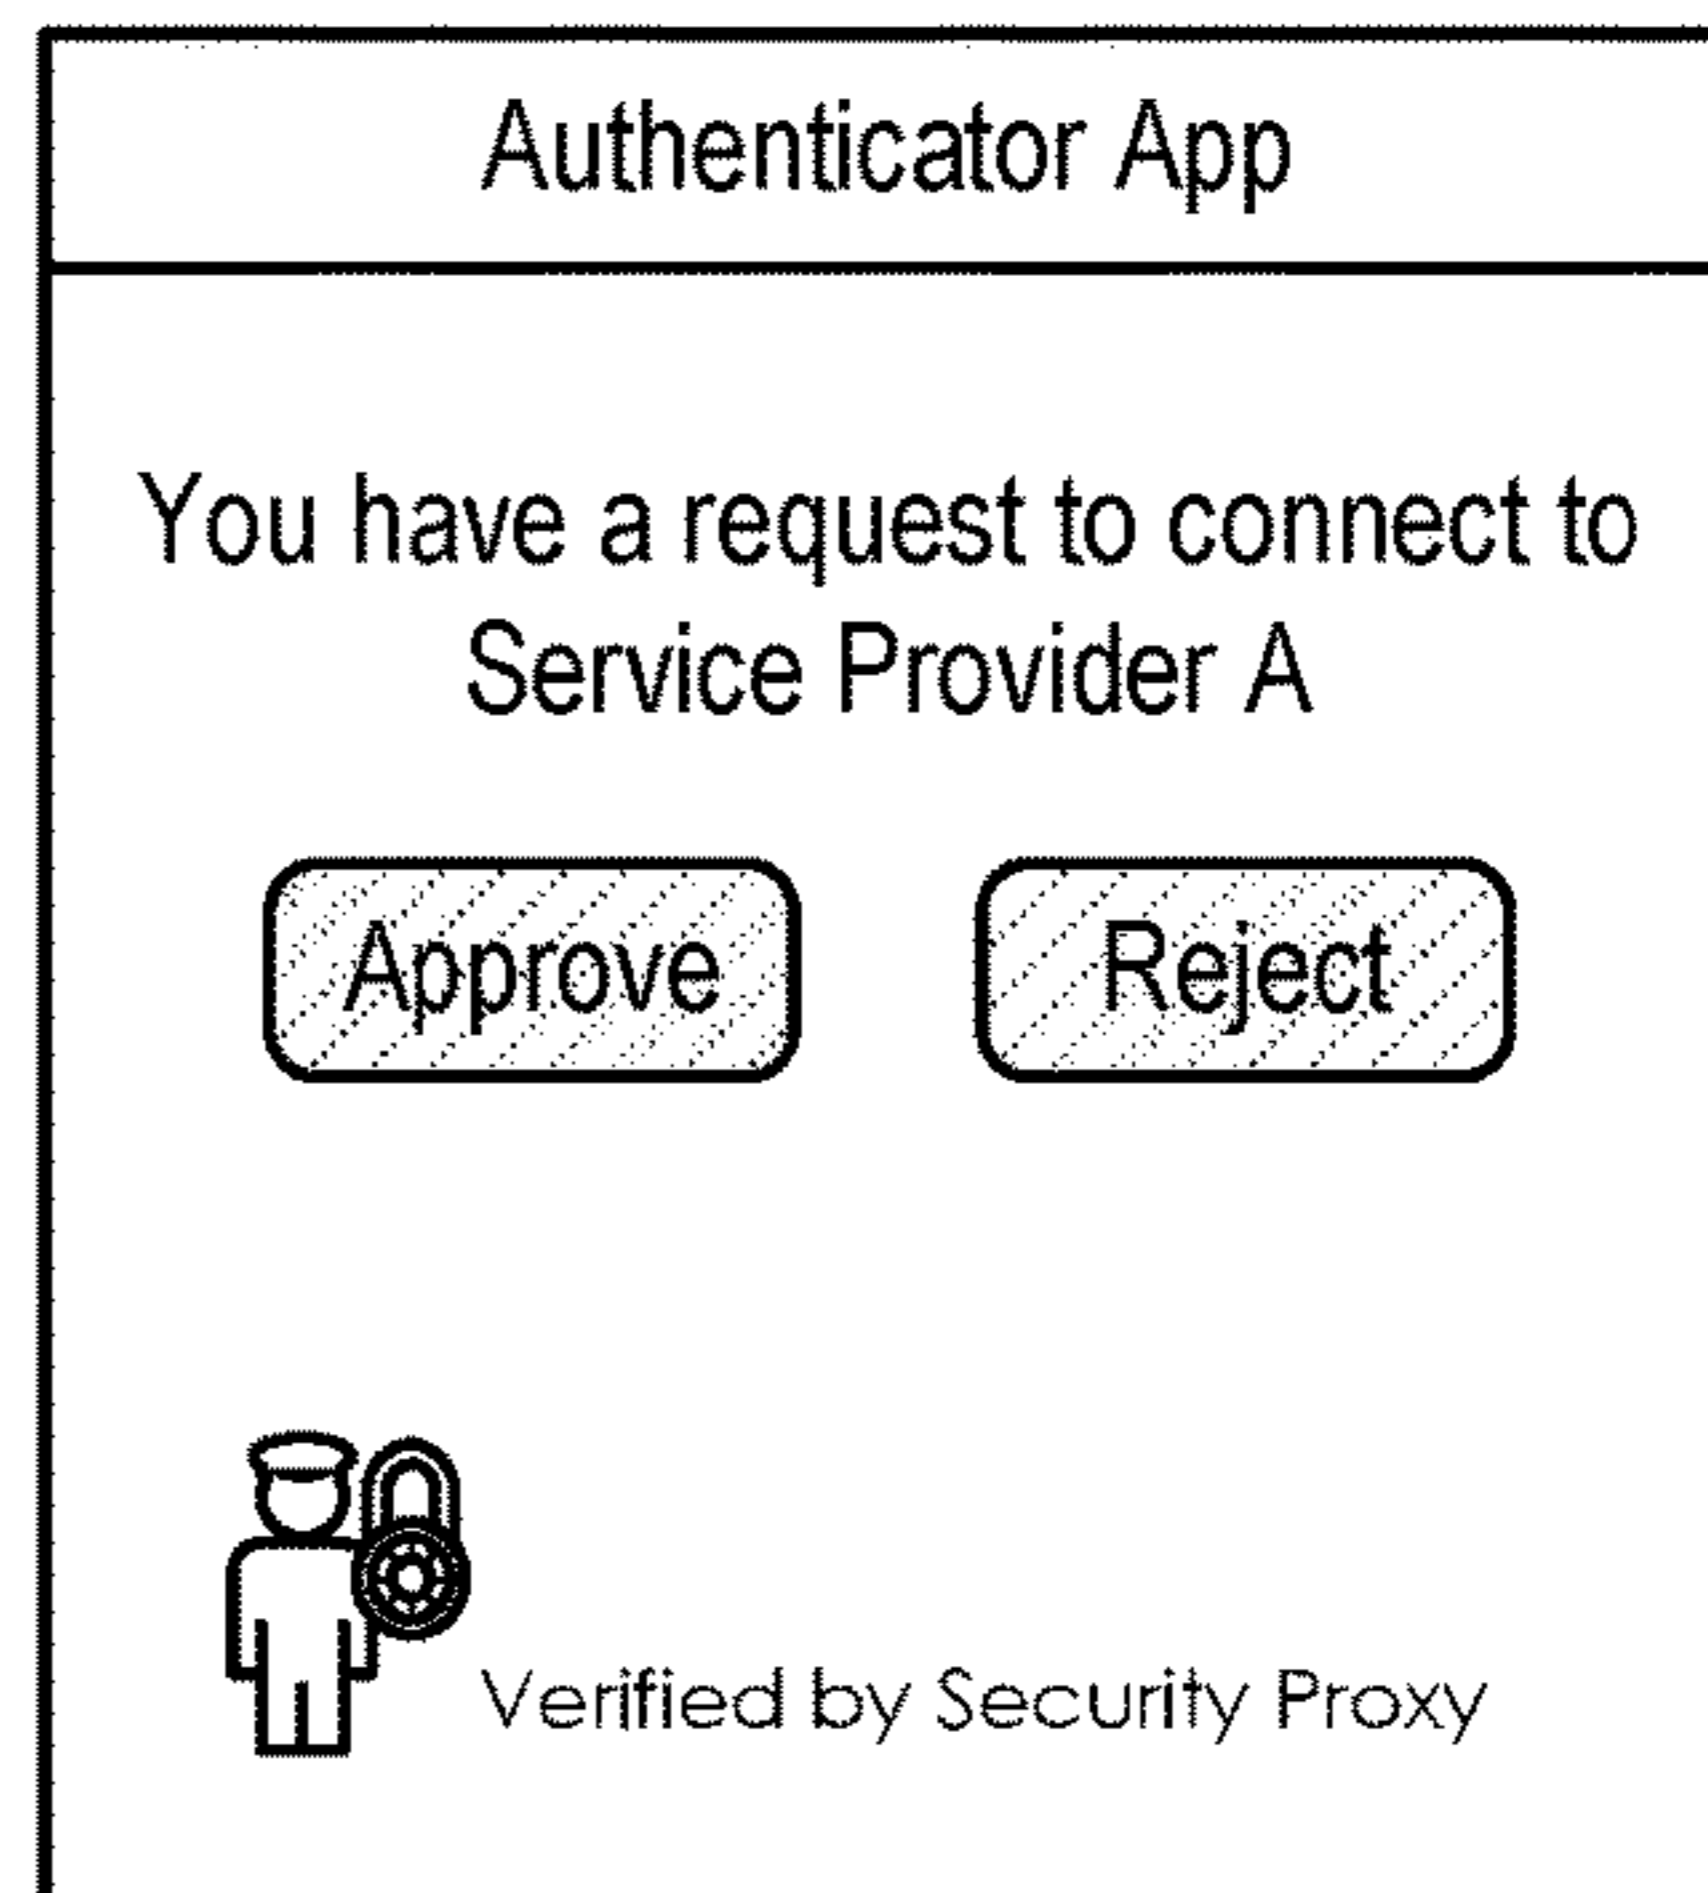 Authenticator App
You have a request to connect to
Service Provider A
Approve Reject
Verified by Security Proxy